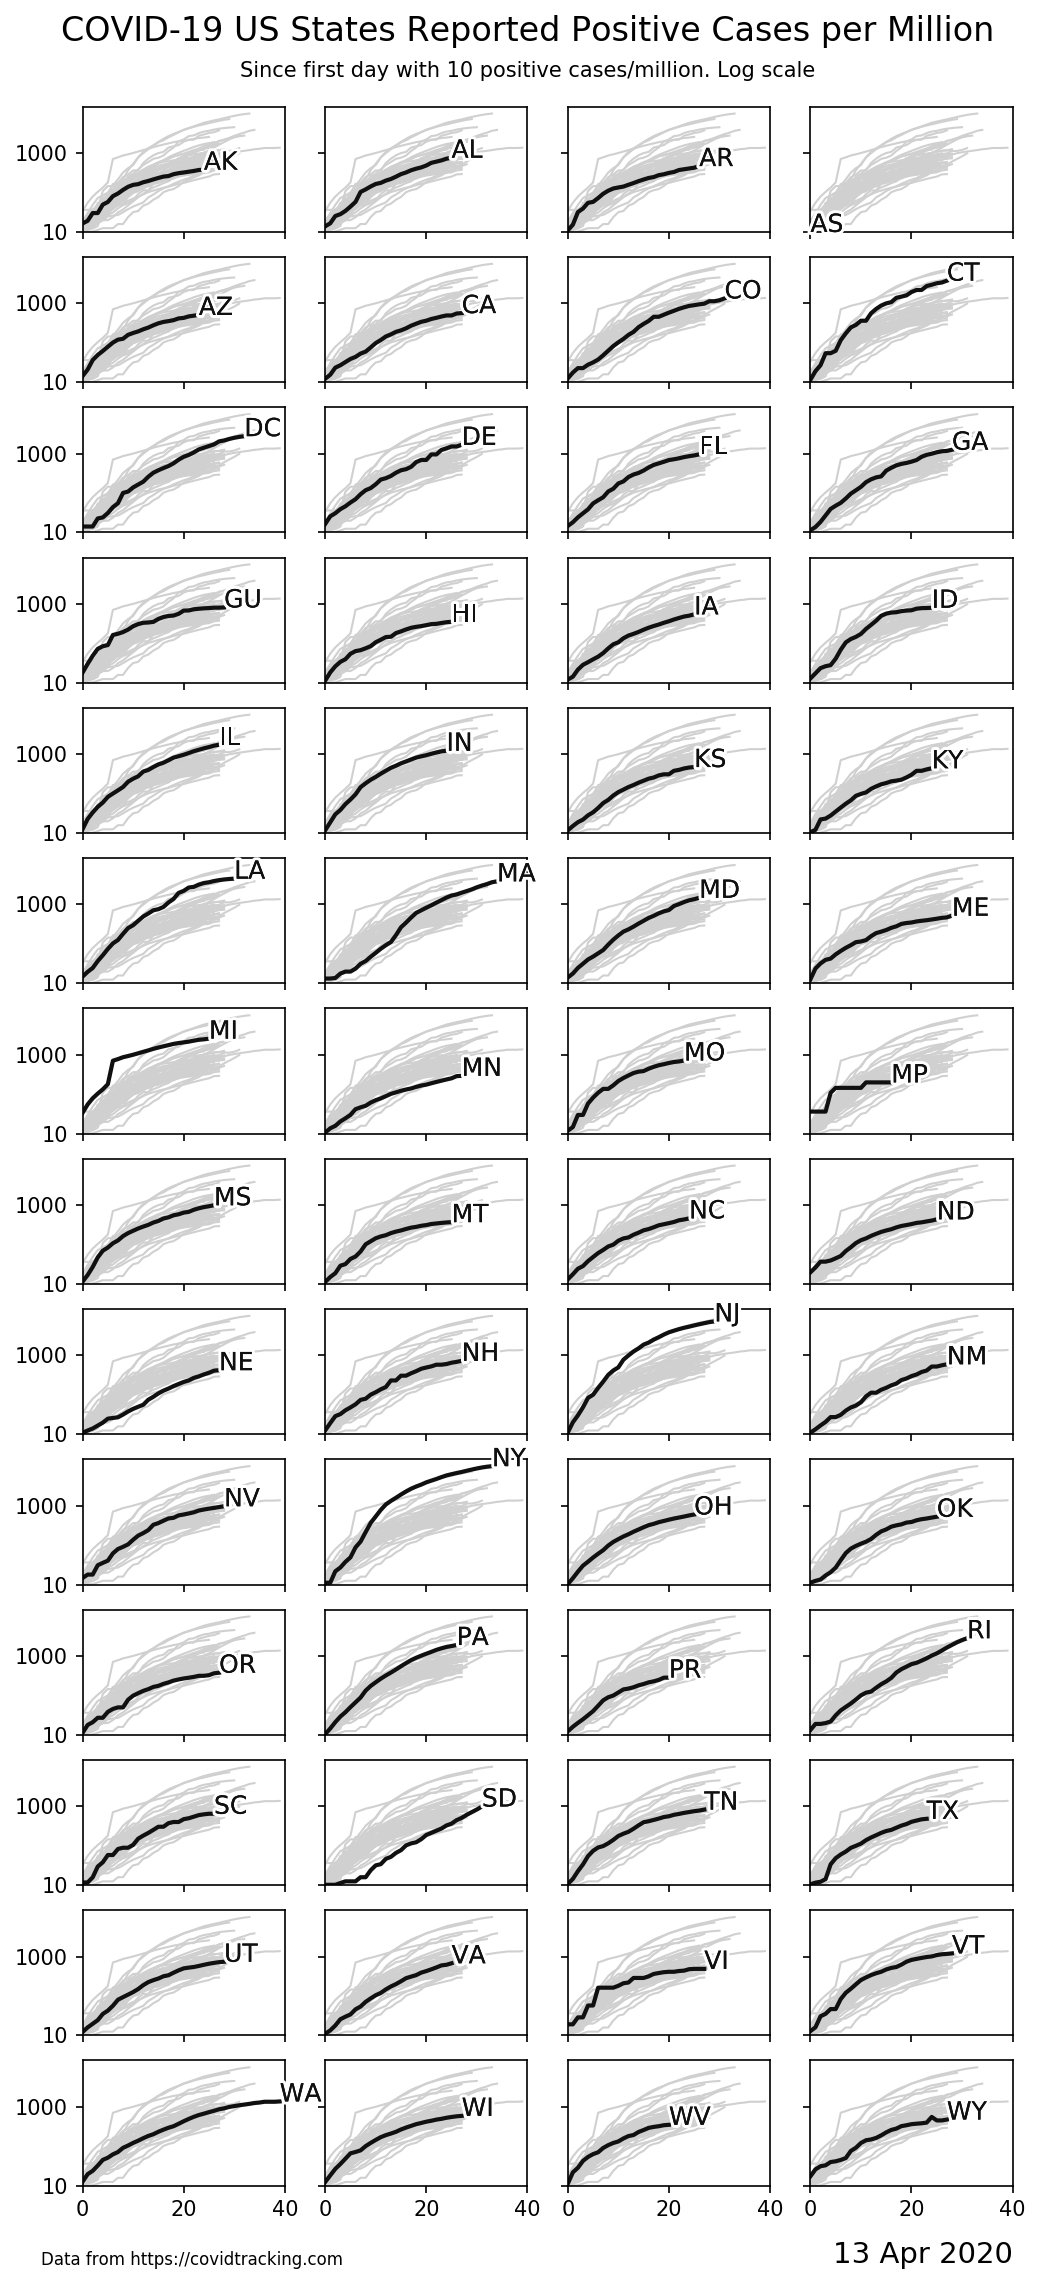 COVID-19 US States Reported Positive Cases per Million
Since first day with 10 positive cases/million. Log scale
1000
10
AK
AL
AR
AS
1000
10
AZ
CA
CO
CT
1000
10
DC
DE
FL
GA
1000
10
GU
HI
IA
ID
1000
10
IL
IN
KS
KY
1000
10
LA
MA
MD
ME
1000
10
MI
MN
MO
MP
1000
10
MS
MT
NC
ND
1000
10
NE
NH
NJ
NM
1000
10
NV
NY
OH
OK
1000
10
OR
PA
PR
RI
1000
10
SC
SD
TN
TX
1000
10
UT
VA
VI
VT
1000
10
WA
WI
WV
WY
0 20 40
0 20 40
0 20 40
0 20 40
Data from https://covidtracking.com
13 Apr 2020